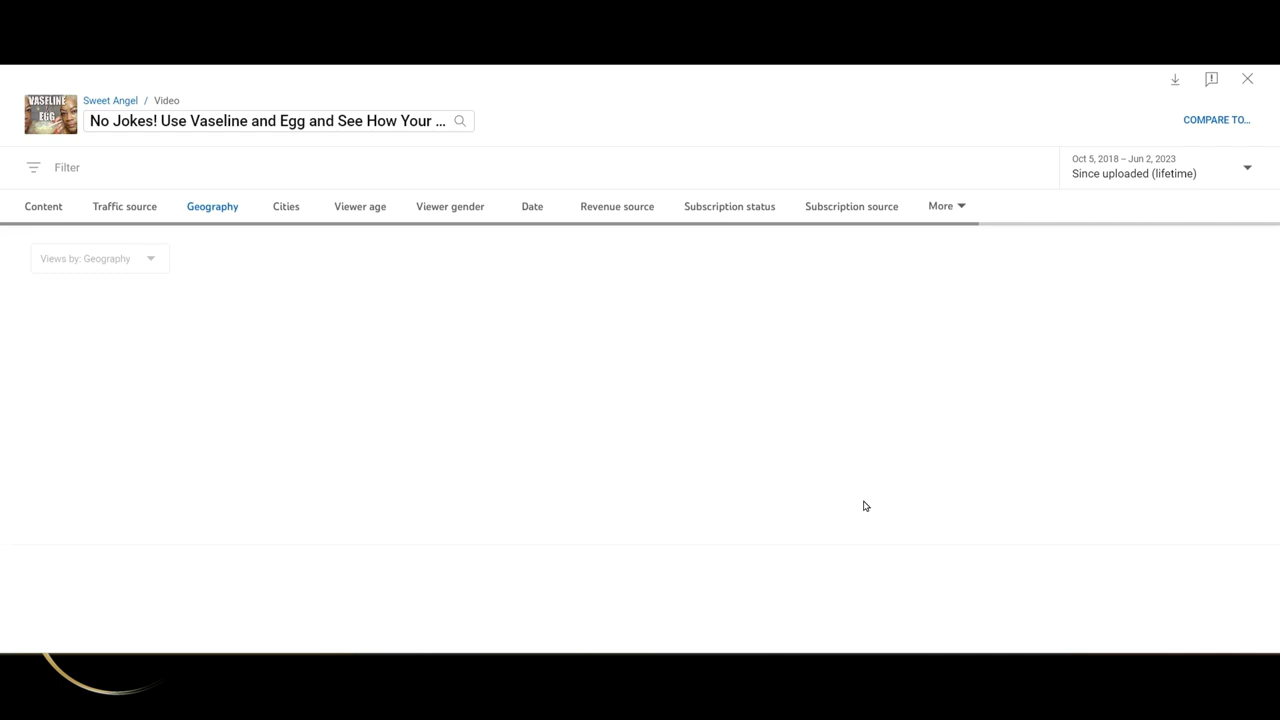 VASELINE
EGG
Sweet Angel / Video
No Jokes! Use Vaseline and Egg and See How Your ...
COMPARE TO...
Filter
Oct 5, 2018 – Jun 2, 2023
Since uploaded (lifetime)
Content Traffic source Geography Cities Viewer age Viewer gender Date Revenue source Subscription status Subscription source More
Views by: Geography